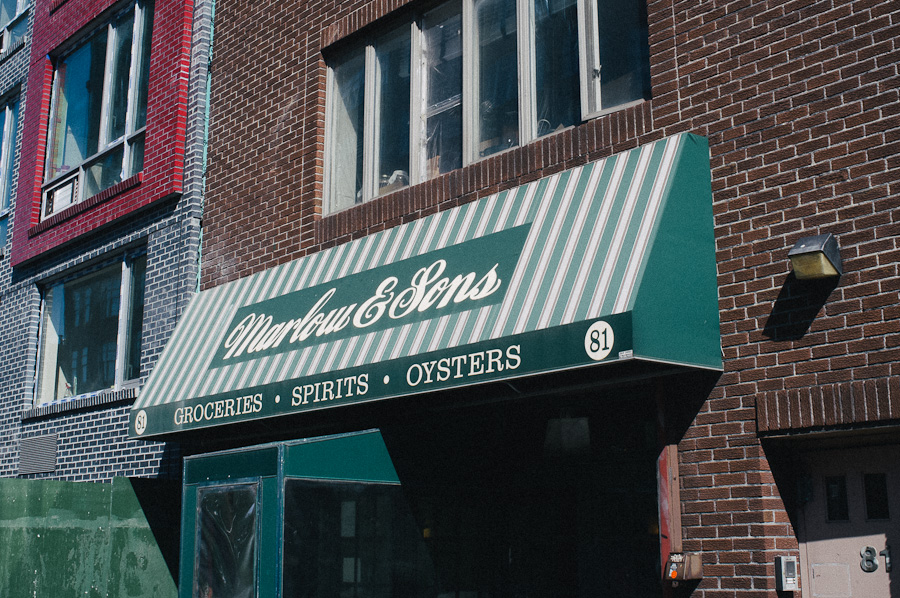 Marlow & Sons
81 GROCERIES • SPIRITS • OYSTERS 81
81